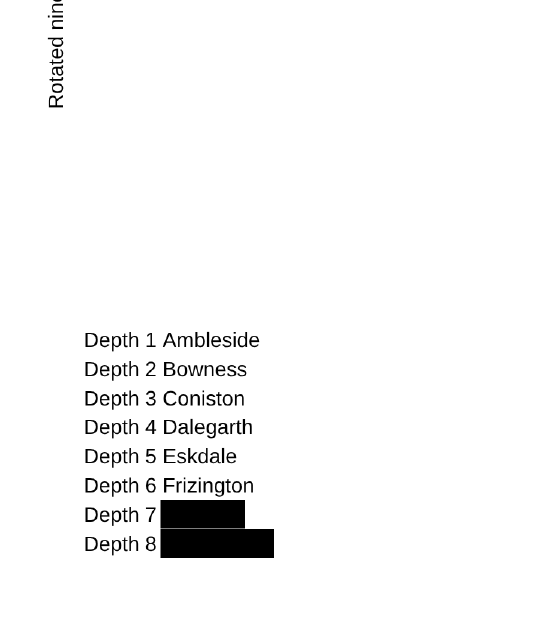 Rotated
Depth 1 Ambleside
Depth 2 Bowness
Depth 3 Coniston
Depth 4 Dalegarth
Depth 5 Eskdale
Depth 6 Frizington
Depth 7
Depth 8